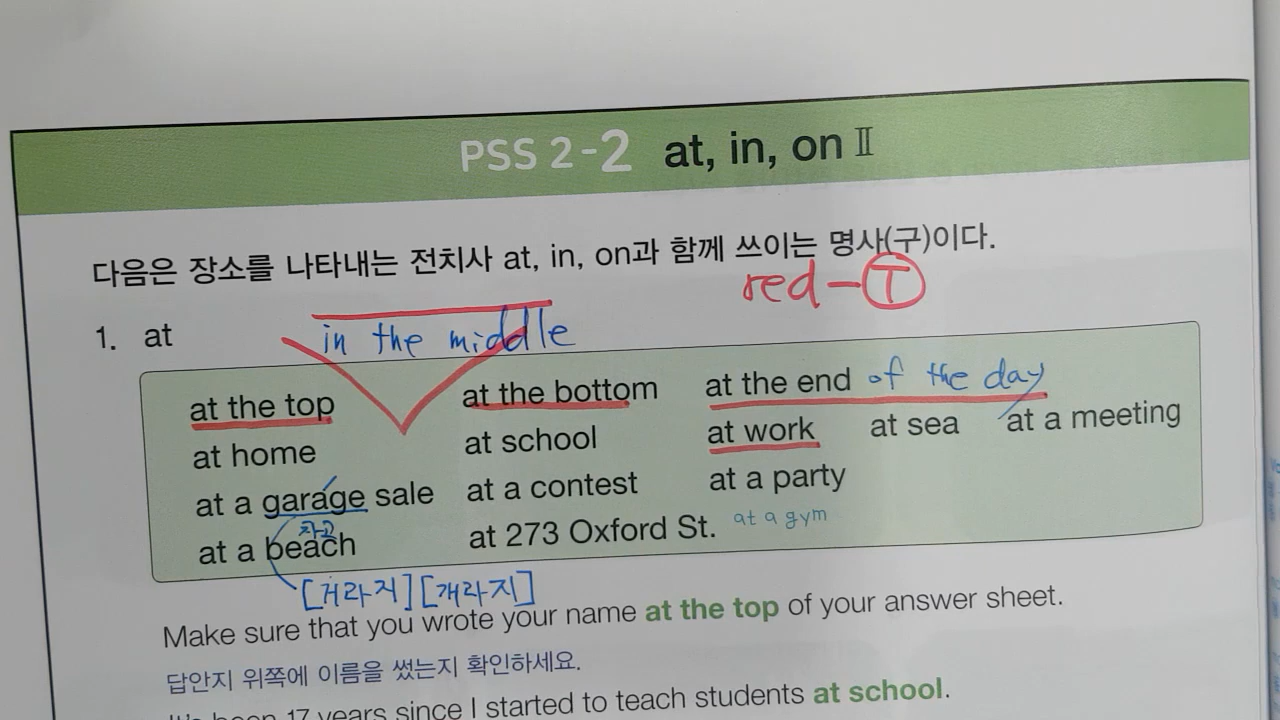 PSS 2-2 at, in, on Ⅱ
다음은 장소를 나타내는 전치사 at, in, on과 함께 쓰이는 명사(구)이다.
red-T
1. at
in the middle
at the top at the bottom at the end of the day
at home at school at work at sea at a meeting
at a garage sale at a contest at a party
차고
at a beach at 273 Oxford St. at a gym
[거라지][개라지]
Make sure that you wrote your name at the top of your answer sheet.
답안지 위쪽에 이름을 썼는지 확인하세요.
It's been 17 years since I started to teach students at school.